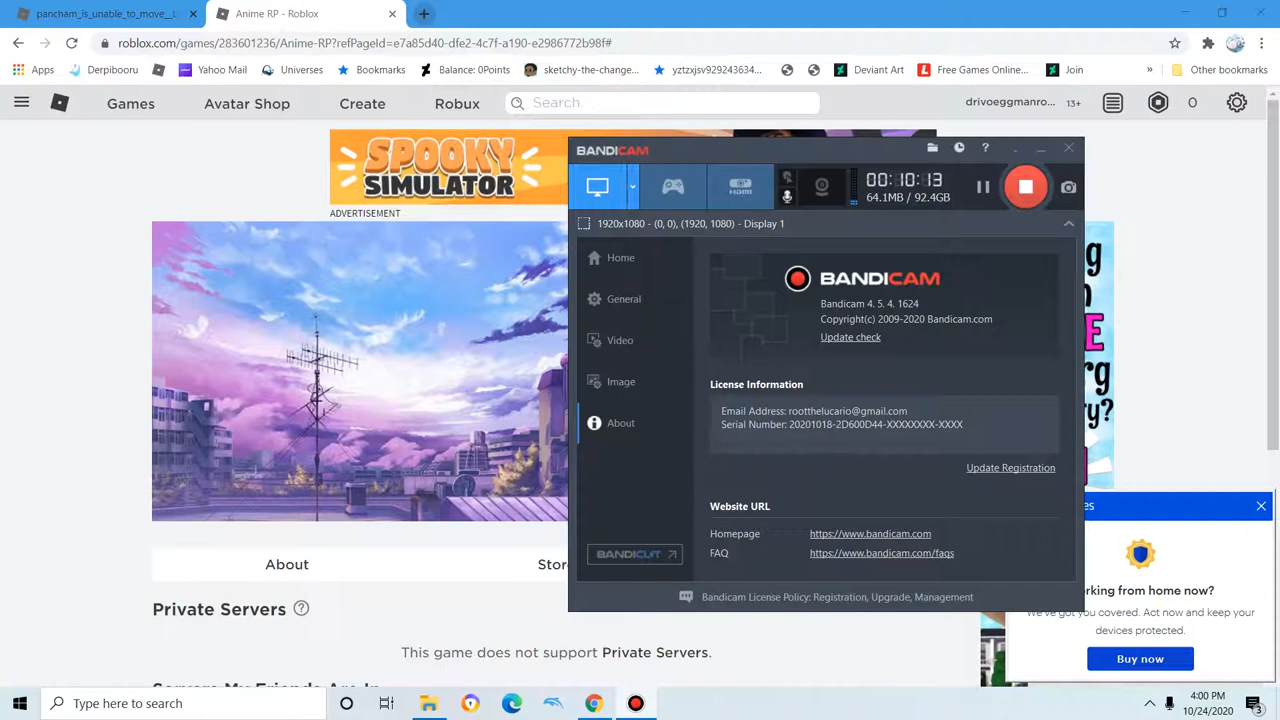 pancham_is_unable_to_move__t
Anime RP - Roblox
roblox.com/games/283601236/Anime-RP?refPageId=e7a85d40-dfe2-4c7f-a190-e2986772b98f#
Apps
Derpibooru
Yahoo Mail
Universes
Bookmarks
Balance: 0Points
sketchy-the-change...
yztzxjsv929243634...
Deviant Art
Free Games Online...
Join
»
Other bookmarks
Games
Avatar Shop
Create
Robux
Search
drivoeggmanro...
13+
0
SPOOKY
SIMULATOR
ADVERTISEMENT
BANDICAM
HDMI
00:10:13
64.1MB / 92.4GB
1920x1080 - (0, 0), (1920, 1080) - Display 1
Home
General
Video
Image
About
BANDICUT
BANDICAM
Bandicam 4. 5. 4. 1624
Copyright(c) 2009-2020 Bandicam.com
Update check
License Information
Email Address: rootthelucario@gmail.com
Serial Number: 20201018-2D600D44-XXXXXXXX-XXXX
Update Registration
Website URL
Homepage
https://www.bandicam.com
FAQ
https://www.bandicam.com/faqs
Bandicam License Policy: Registration, Upgrade, Management
About
Stor
Private Servers
This game does not support Private Servers.
es
rking from home now?
We've got you covered. Act now and keep your
devices protected.
Buy now
Type here to search
4:00 PM
10/24/2020
3